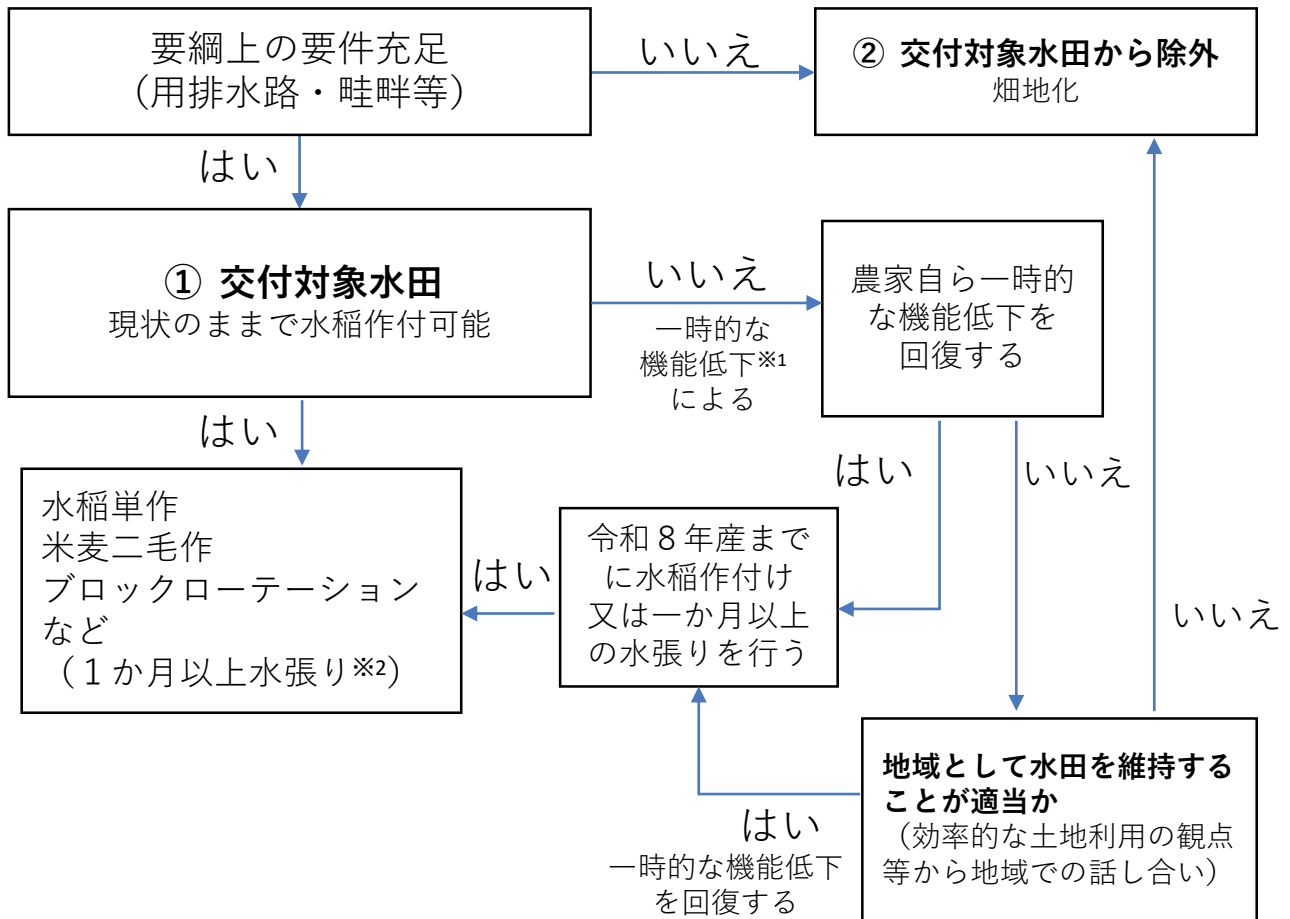 要綱上の要件充足
(用排水路・畦畔等)
いいえ
② 交付対象水田から除外
畑地化
はい
① 交付対象水田
現状のままで水稲作付可能
いいえ
一時的な
機能低下※1
による
農家自ら一時的
な機能低下を
回復する
はい
はい
いいえ
水稲単作
米麦二毛作
ブロックローテーション
など
(1か月以上水張り※2)
はい
令和8年産まで
に水稲作付け
又は一か月以上
の水張りを行う
いいえ
地域として水田を維持する
ことが適当か
(効率的な土地利用の観点
等から地域での話し合い)
はい
一時的な機能低下
を回復する